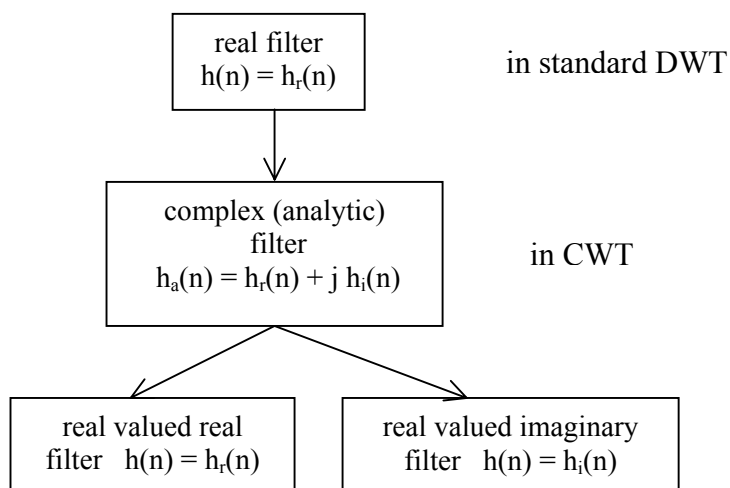 real filter
h(n) = hᵣ(n)
in standard DWT
complex (analytic)
filter
hₐ(n) = hᵣ(n) + j hᵢ(n)
in CWT
real valued real
filter h(n) = hᵣ(n)
real valued imaginary
filter h(n) = hᵢ(n)